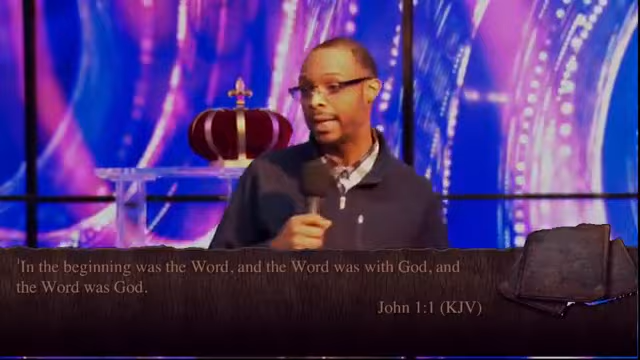 'In the beginning was the Word, and the Word was with God, and
the Word was God.
John 1:1 (KJV)